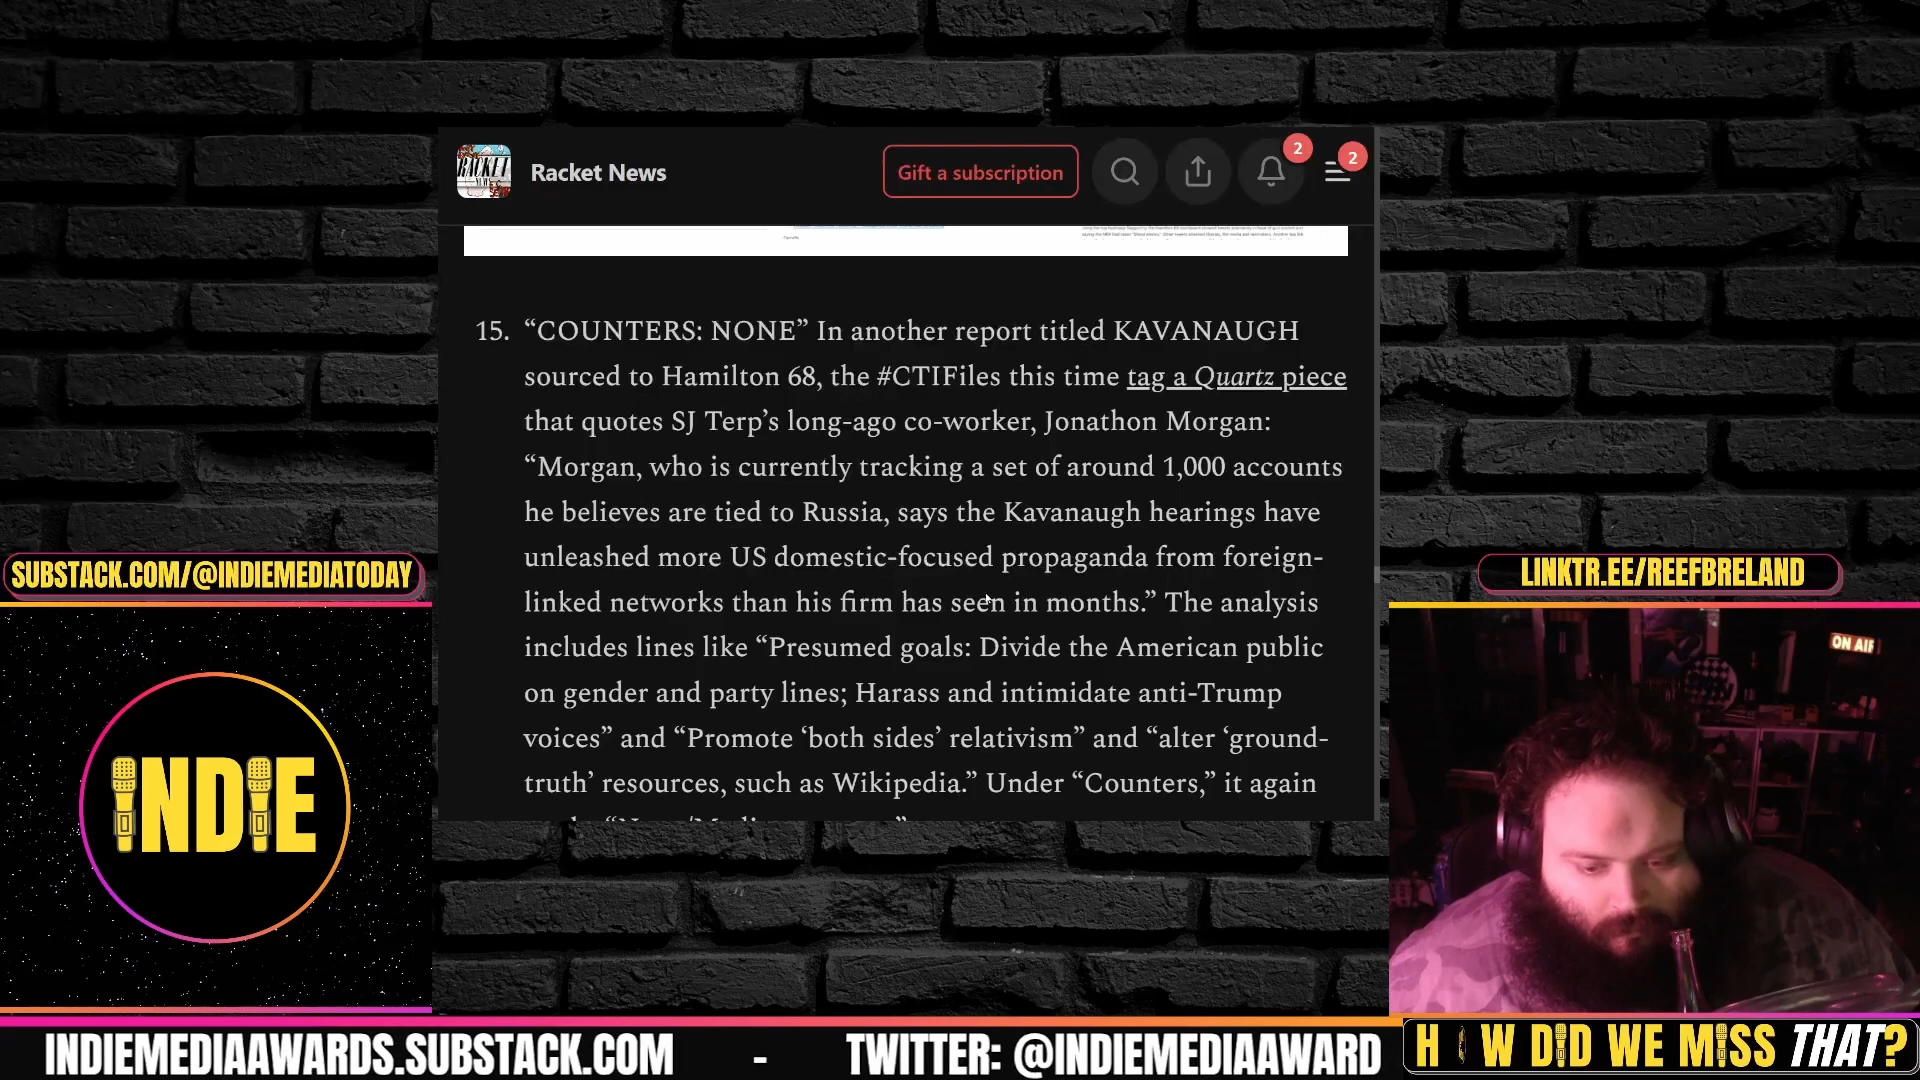 RACKET
NEWS
Racket News
Gift a subscription
2
2
15. “COUNTERS: NONE” In another report titled KAVANAUGH
sourced to Hamilton 68, the #CTIFiles this time tag a Quartz piece
that quotes SJ Terp’s long-ago co-worker, Jonathon Morgan:
“Morgan, who is currently tracking a set of around 1,000 accounts
he believes are tied to Russia, says the Kavanaugh hearings have
unleashed more US domestic-focused propaganda from foreign-
linked networks than his firm has seen in months.” The analysis
includes lines like “Presumed goals: Divide the American public
on gender and party lines; Harass and intimidate anti-Trump
voices” and “Promote ‘both sides’ relativism” and “alter ‘ground-
truth’ resources, such as Wikipedia.” Under “Counters,” it again
SUBSTACK.COM/@INDIEMEDIATODAY
INDIE
LINKTR.EE/REEFBRELAND
ON AIR
INDIEMEDIAAWARDS.SUBSTACK.COM - TWITTER: @INDIEMEDIAAWARD
HOW DID WE MISS THAT?